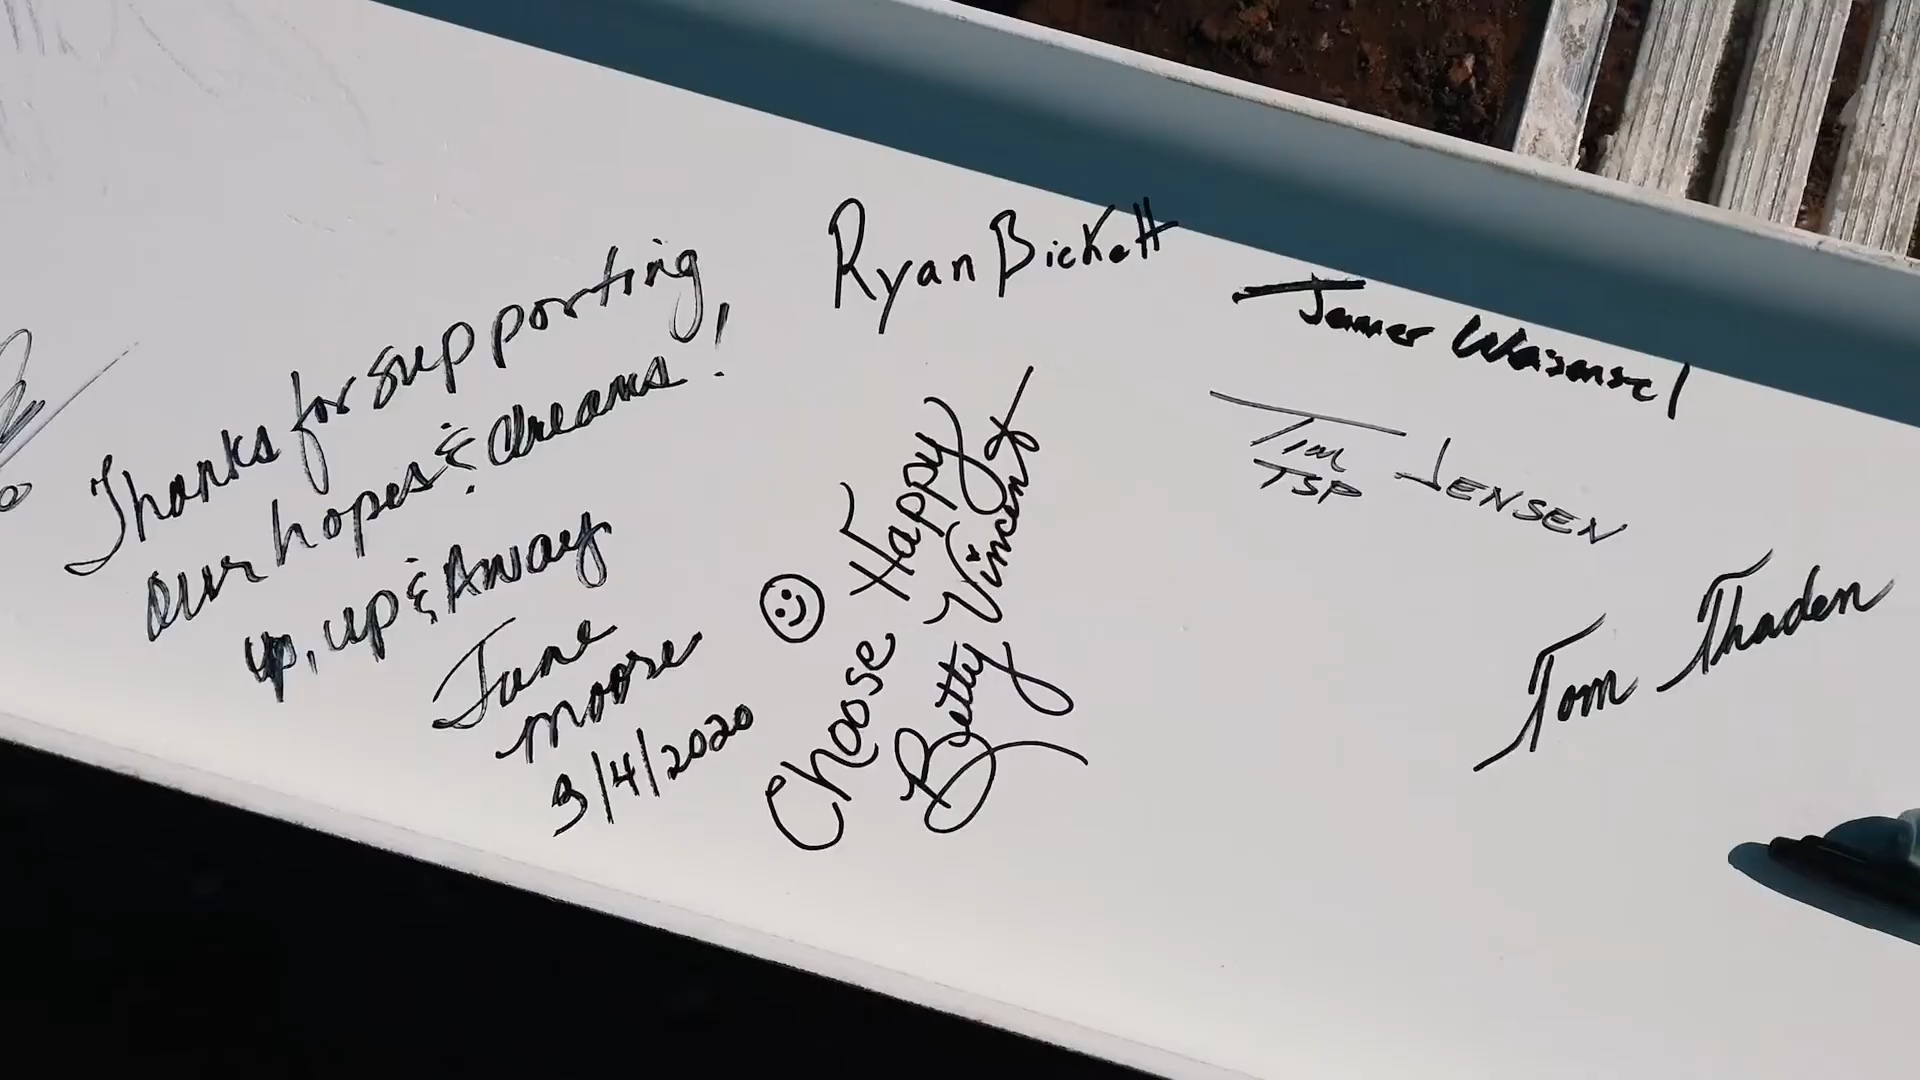 Thanks for supporting
our hopes & dreams!
up, up & Away
June
Moore
3/4/2020
Ryan Bickett
Choose Happy
Betty Vincent
Tim JENSEN
TSP
Tom Thaden